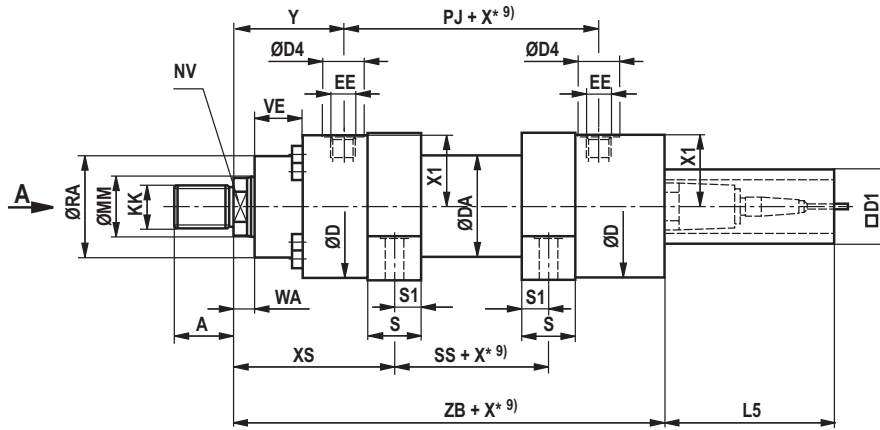 Y
PJ + X* 9)
ØD4
ØD4
NV
EE
EE
VE
A
ØRA
ØMM
KK
X1
ØD
ØDA
X1
ØD
□D1
WA
S1
S1
A
S
S
XS
SS + X* 9)
ZB + X* 9)
L5